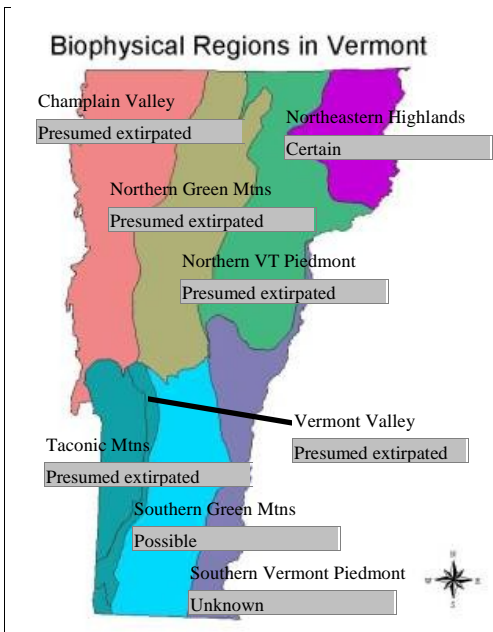 Biophysical Regions in Vermont
Champlain Valley
Presumed extirpated
Northeastern Highlands
Certain
Northern Green Mtns
Presumed extirpated
Northern VT Piedmont
Presumed extirpated
Vermont Valley
Presumed extirpated
Taconic Mtns
Presumed extirpated
Southern Green Mtns
Possible
Southern Vermont Piedmont
Unknown
N
W
E
S